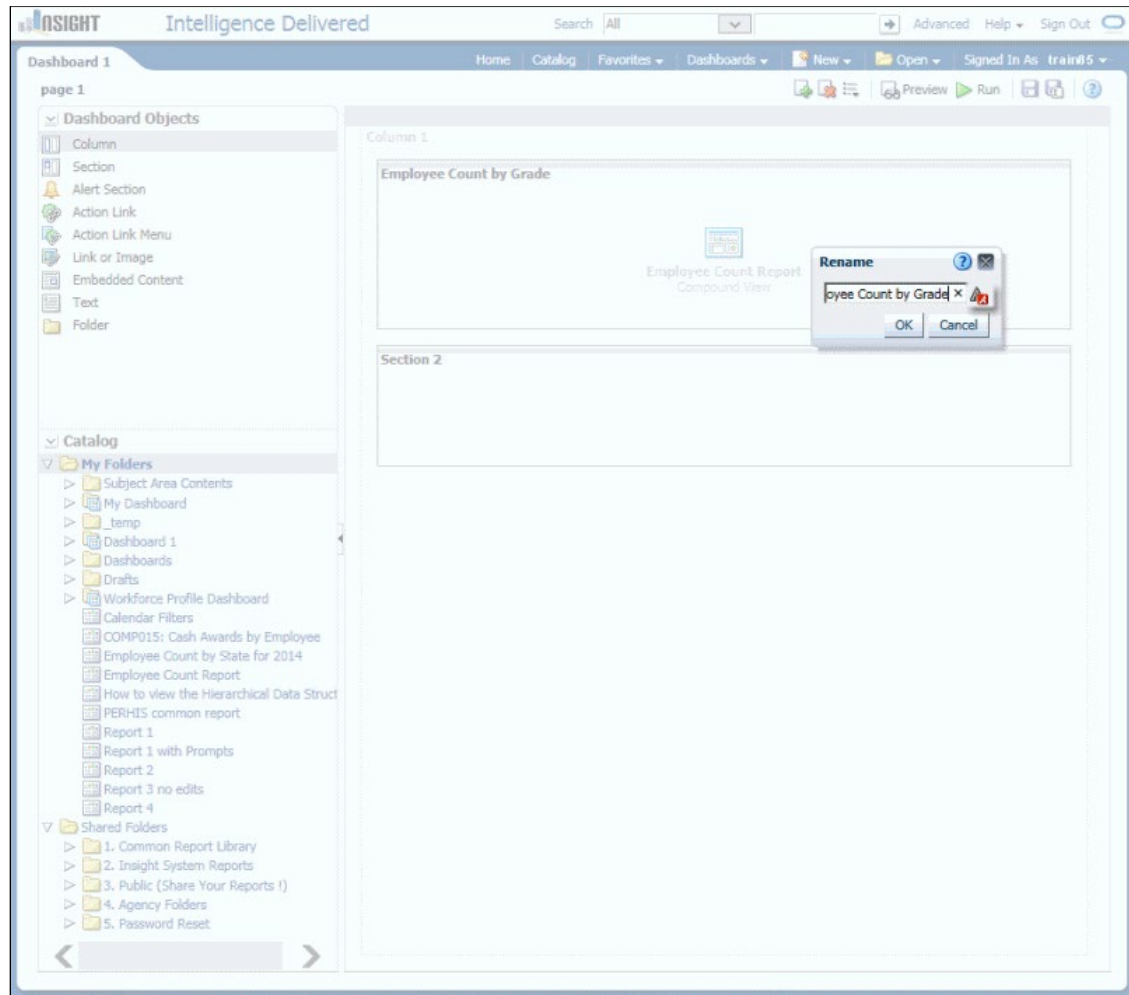 INSIGHT Intelligence Delivered Search All Advanced Help Sign Out
Dashboard 1 Home Catalog Favorites Dashboards New Open Signed In As train85
page 1 Preview Run
Dashboard Objects
Column
Section
Alert Section
Action Link
Action Link Menu
Link or Image
Embedded Content
Text
Folder
Catalog
My Folders
Subject Area Contents
My Dashboard
_temp
Dashboard 1
Dashboards
Drafts
Workforce Profile Dashboard
Calendar Filters
COMP015: Cash Awards by Employee
Employee Count by State for 2014
Employee Count Report
How to view the Hierarchical Data Struct
PERHIS common report
Report 1
Report 1 with Prompts
Report 2
Report 3 no edits
Report 4
Shared Folders
1. Common Report Library
2. Insight System Reports
3. Public (Share Your Reports !)
4. Agency Folders
5. Password Reset
Column 1
Employee Count by Grade
Employee Count Report
Compound View
Section 2
Rename
oyee Count by Grade
OK Cancel